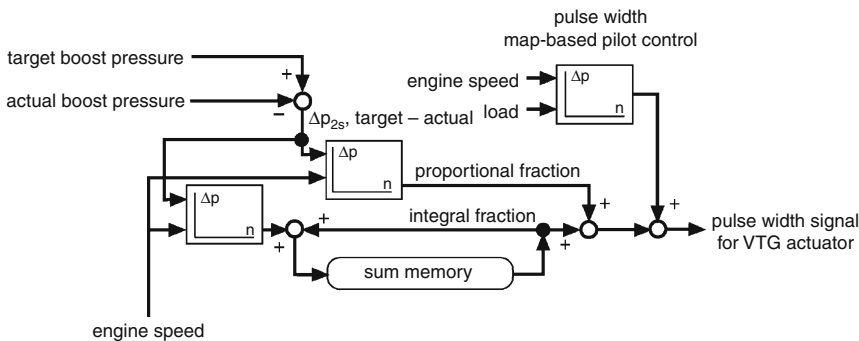 pulse width
map-based pilot control
target boost pressure
+
engine speed
Δp
actual boost pressure
−
load
n
Δp2s, target – actual
Δp
n
proportional fraction
Δp
n
+
+
integral fraction
+
+
+
+
pulse width signal
for VTG actuator
sum memory
engine speed